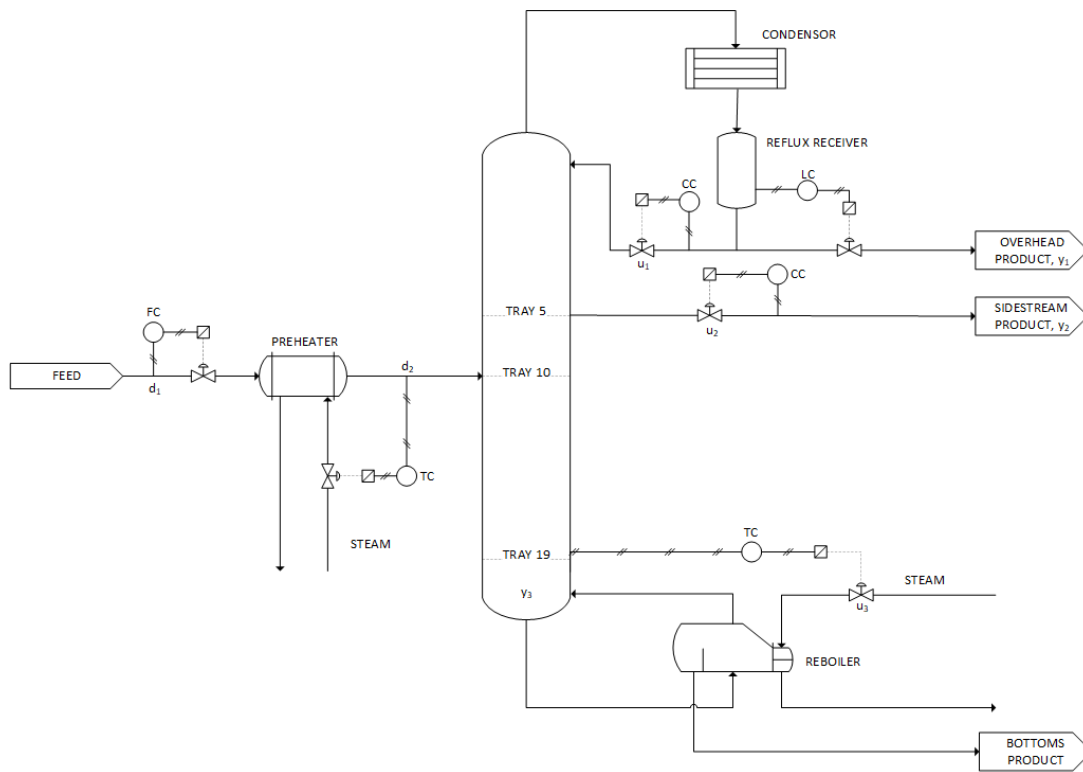 CONDENSOR
REFLUX RECEIVER
CC
LC
u1
OVERHEAD
PRODUCT, y1
CC
TRAY 5
u2
SIDESTREAM
PRODUCT, y2
FC
PREHEATER
FEED
d1
d2
TRAY 10
TC
STEAM
TRAY 19
TC
STEAM
y3
u3
REBOILER
BOTTOMS
PRODUCT